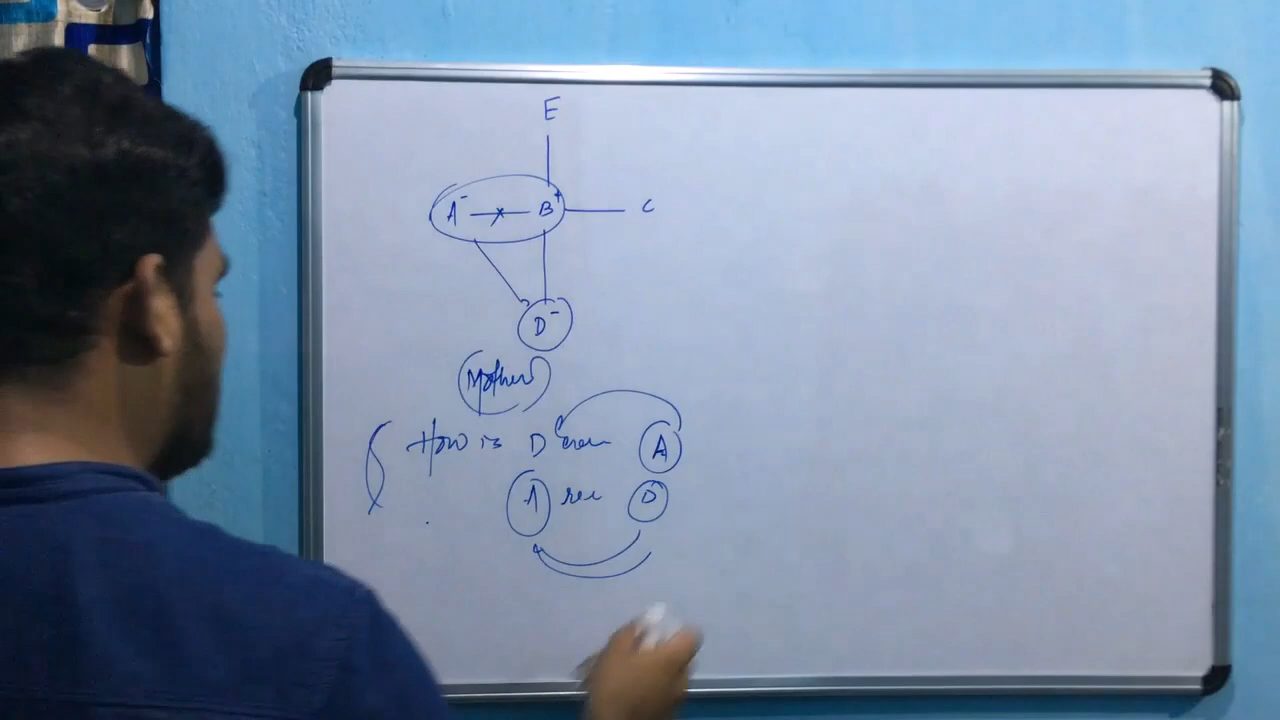 E
A⁻ —×— B⁺ — C
D⁻
Mother
How is D A
A D